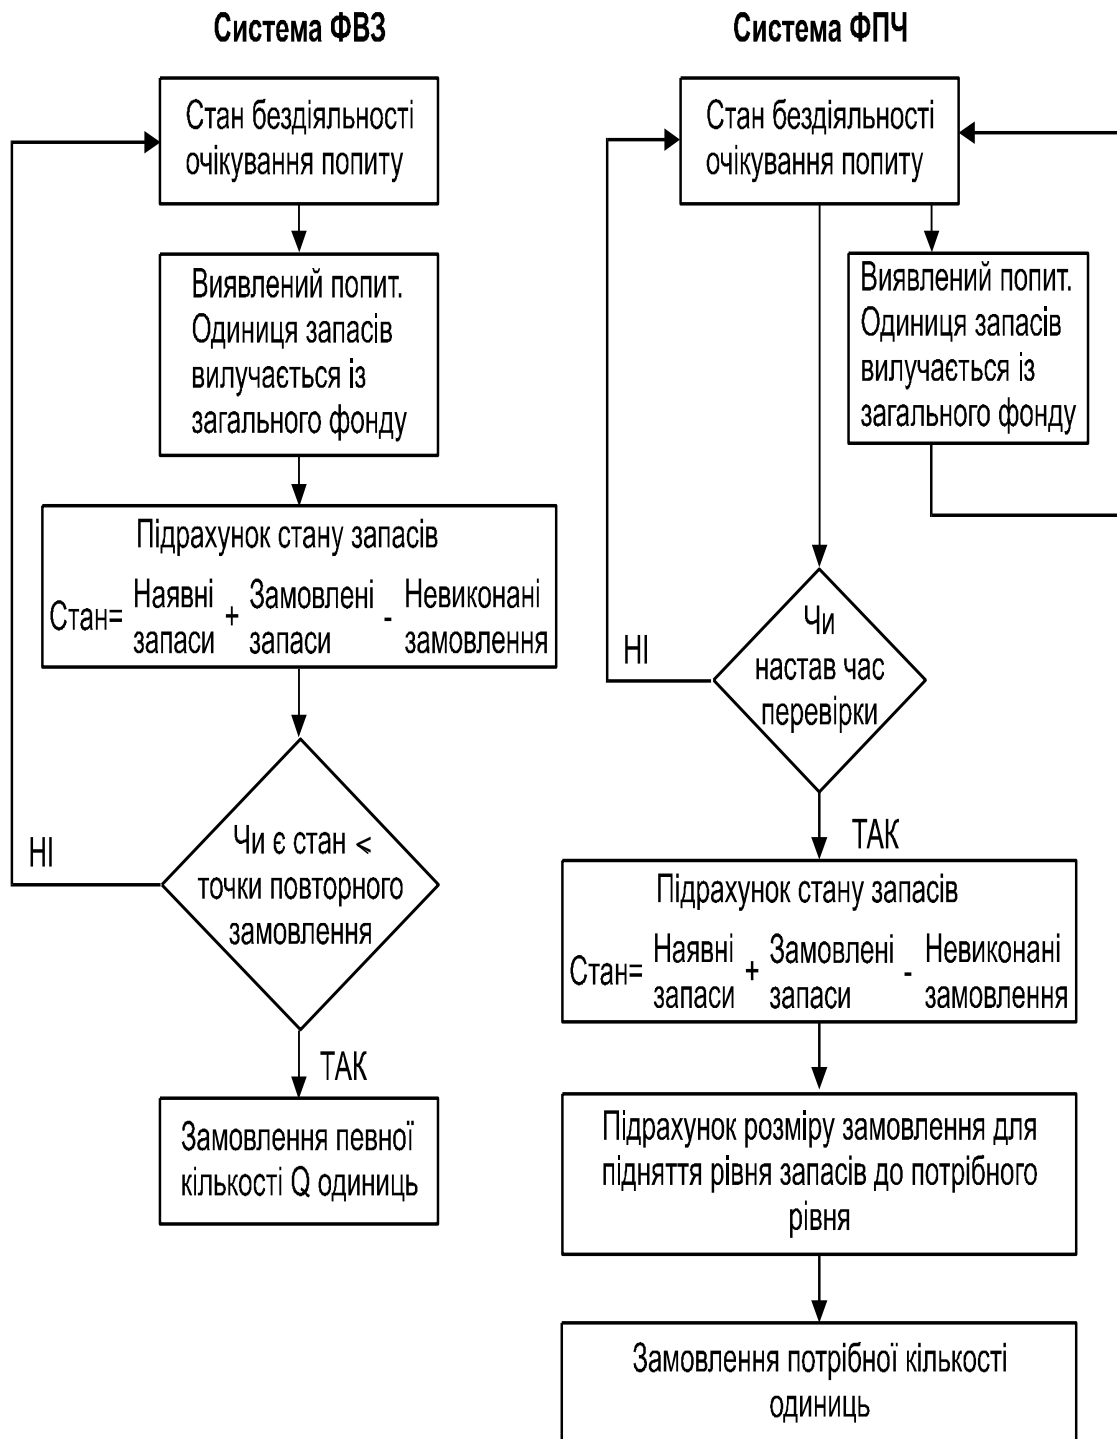 Система ФВЗ
Стан бездіяльності
очікування попиту
Виявлений попит.
Одиниця запасів
вилучається із
загального фонду
Підрахунок стану запасів
Стан= Наявні запаси + Замовлені запаси - Невиконані замовлення
Чи є стан <
точки повторного
замовлення
НІ
ТАК
Замовлення певної
кількості Q одиниць
Система ФПЧ
Стан бездіяльності
очікування попиту
Виявлений попит.
Одиниця запасів
вилучається із
загального фонду
Чи
настав час
перевірки
НІ
ТАК
Підрахунок стану запасів
Стан= Наявні запаси + Замовлені запаси - Невиконані замовлення
Підрахунок розміру замовлення для
підняття рівня запасів до потрібного
рівня
Замовлення потрібної кількості
одиниць